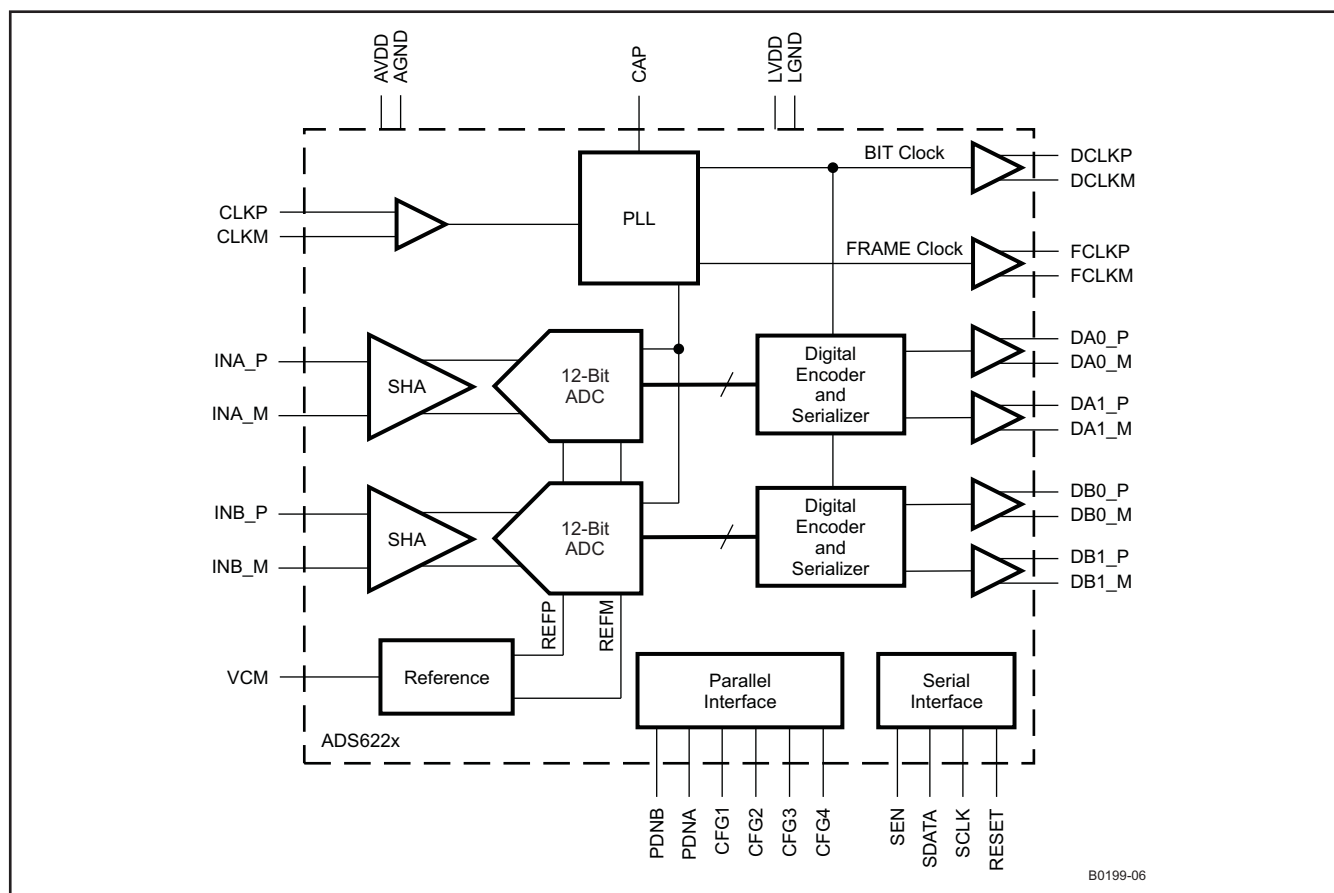 AVDD
AGND
CAP
LVDD
LGND
CLKP
CLKM
PLL
BIT Clock
DCLKP
DCLKM
FRAME Clock
FCLKP
FCLKM
INA_P
INA_M
SHA
12-Bit
ADC
Digital
Encoder
and
Serializer
DA0_P
DA0_M
DA1_P
DA1_M
INB_P
INB_M
SHA
12-Bit
ADC
Digital
Encoder
and
Serializer
DB0_P
DB0_M
DB1_P
DB1_M
REFP
REFM
VCM
Reference
Parallel
Interface
Serial
Interface
ADS622x
PDNB
PDNA
CFG1
CFG2
CFG3
CFG4
SEN
SDATA
SCLK
RESET
B0199-06